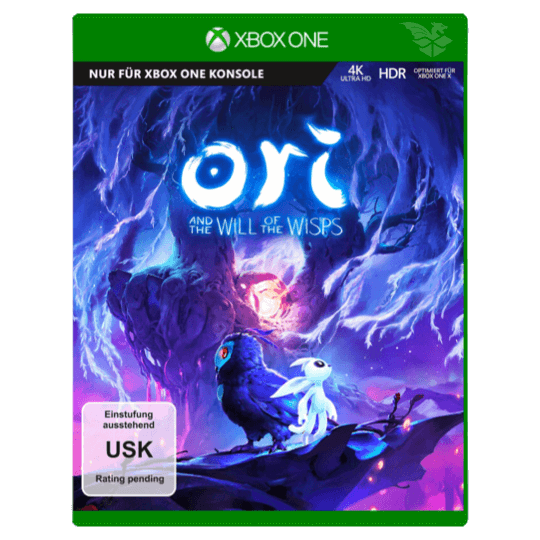 XBOX ONE
NUR FÜR XBOX ONE KONSOLE
4K
ULTRA HD
HDR
OPTIMIERT FÜR
XBOX ONE X
ori
AND THE WILL OF THE WISPS
Einstufung
ausstehend
USK
Rating pending